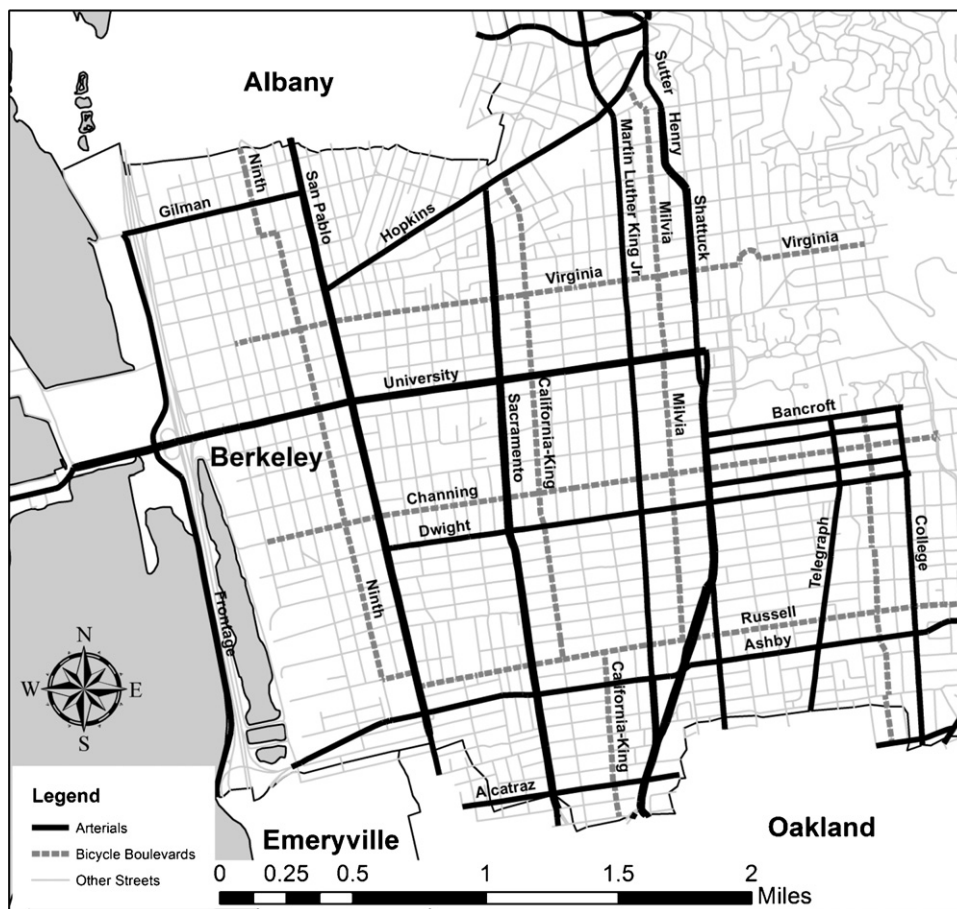 Albany
Sutter
Henry
Ninth
San Pablo
Gilman
Hopkins
Martin Luther King Jr
Milvia
Shattuck
Virginia
Virginia
University
California-King
Sacramento
Milvia
Bancroft
Berkeley
Channing
Dwight
Telegraph
College
Ninth
Frontage
Russell
Ashby
California-King
N
W E
S
Alcatraz
Legend
Arterials
Bicycle Boulevards
Other Streets
Emeryville
Oakland
0 0.25 0.5 1 1.5 2
Miles